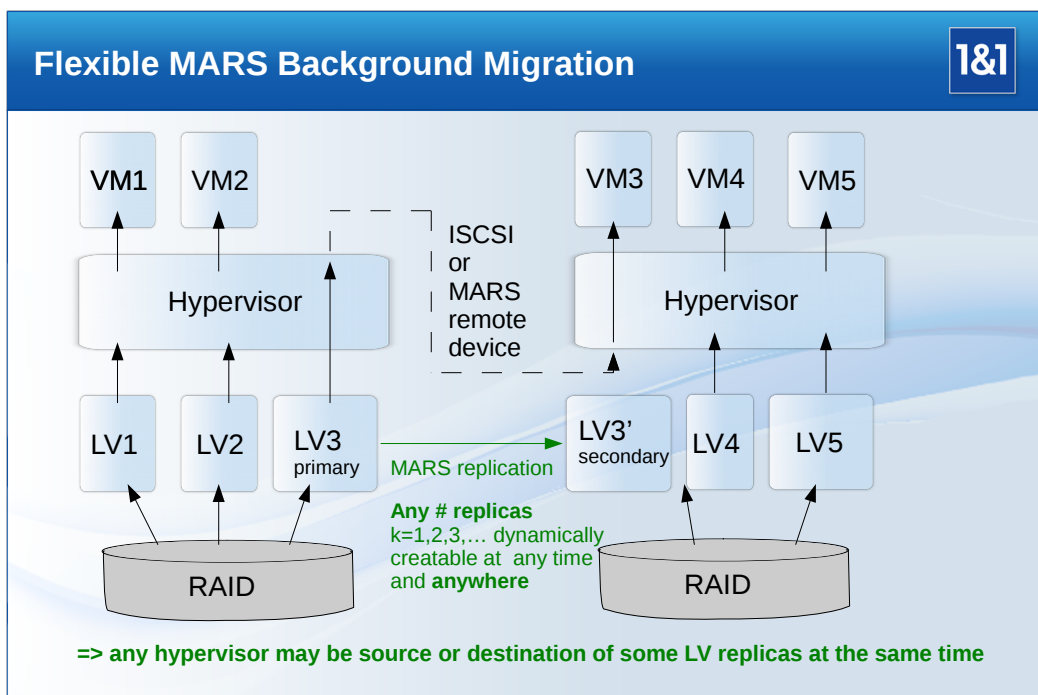 Flexible MARS Background Migration
1&1
VM1
VM2
VM3
VM4
VM5
ISCSI
or
MARS
remote
device
Hypervisor
Hypervisor
LV1
LV2
LV3
primary
LV3’
secondary
LV4
LV5
MARS replication
Any # replicas
k=1,2,3,… dynamically
creatable at any time
and anywhere
RAID
RAID
=> any hypervisor may be source or destination of some LV replicas at the same time